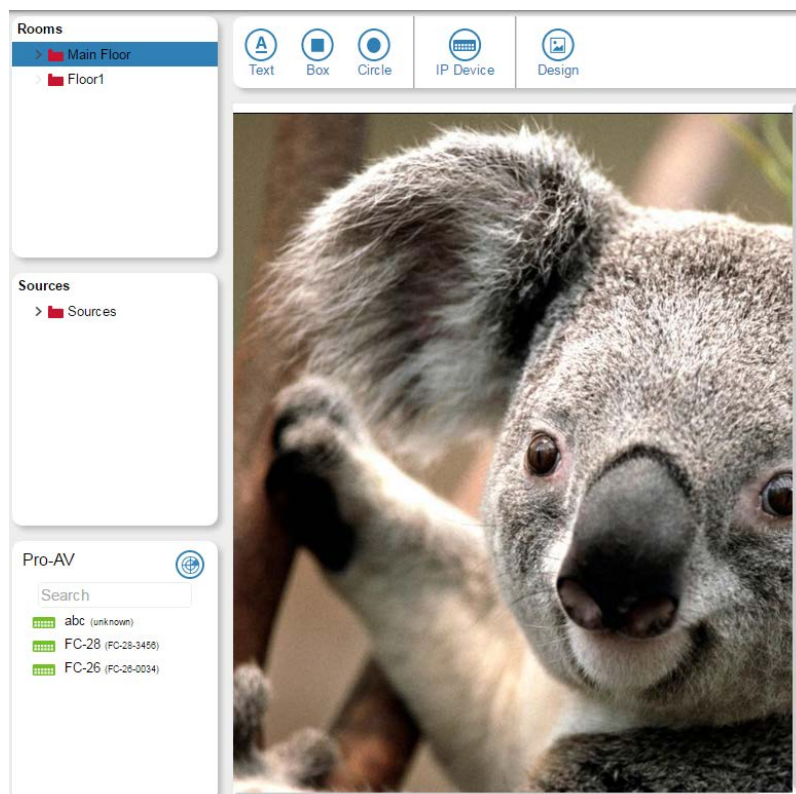 Rooms
Main Floor
Floor1
Text Box Circle IP Device Design
Sources
Sources
Pro-AV
Search
abc (unknown)
FC-28 (FC-28-3456)
FC-26 (FC-26-0034)